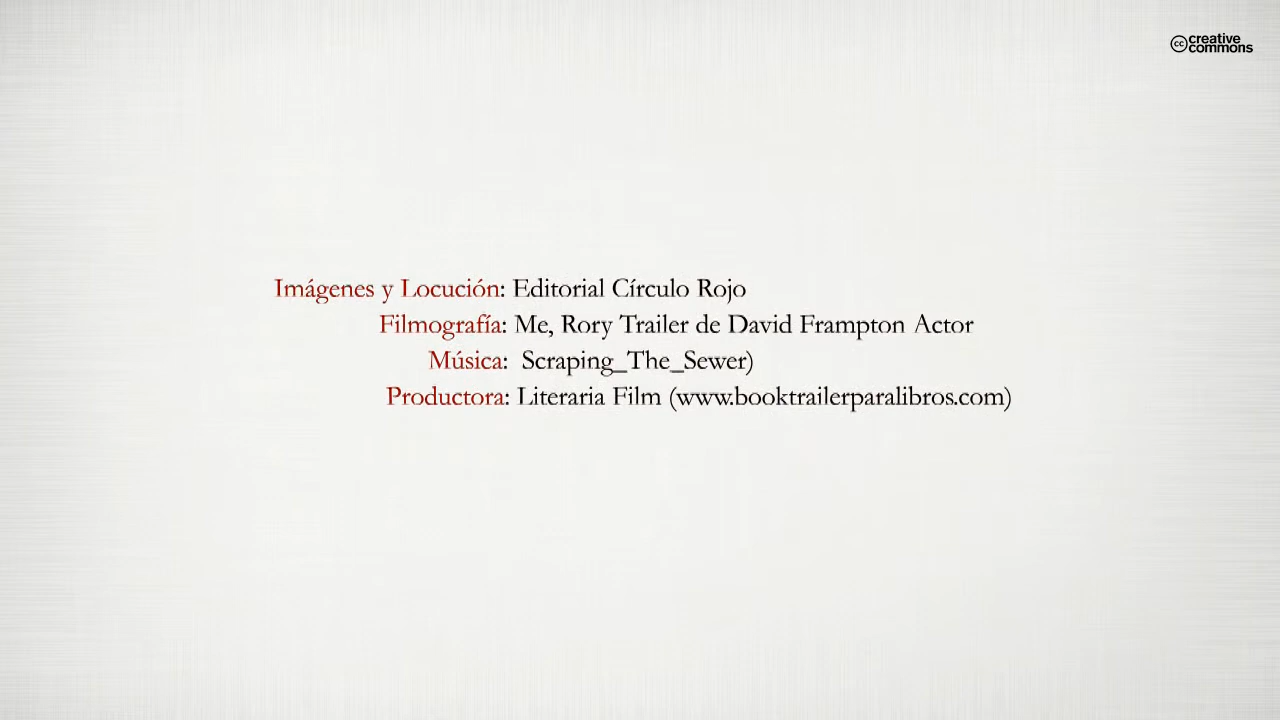 cc creative
commons
Imágenes y Locución: Editorial Círculo Rojo
Filmografía: Me, Rory Trailer de David Frampton Actor
Música: Scraping_The_Sewer)
Productora: Literaria Film (www.booktrailerparalibros.com)